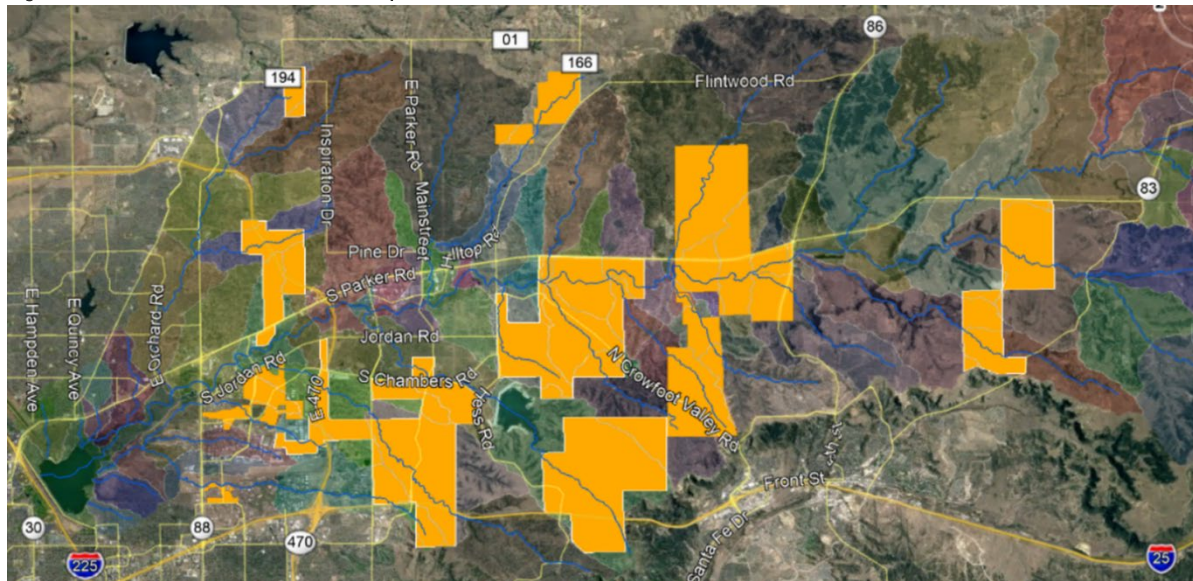 01
86
166
194
Flintwood Rd
E Parker Rd
Inspiration Dr
Mainstreet
83
Pine Dr
Hilltop Rd
S Parker Rd
E Hampden Ave
E Quincy Ave
E Orchard Rd
Jordan Rd
S Jordan Rd
S Chambers Rd
Hess Rd
N Crowfoot Valley Rd
E 470
Front St
Santa Fe Dr
30
88
470
225
25